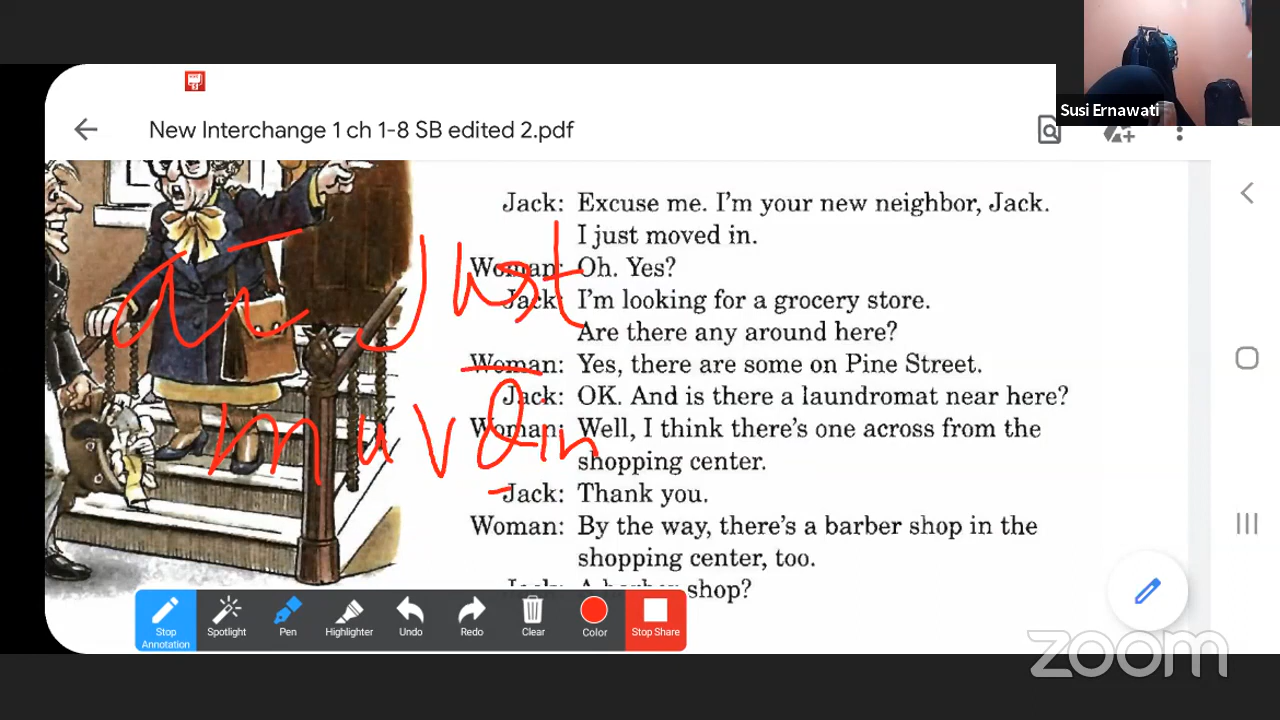 Susi Ernawati
New Interchange 1 ch 1-8 SB edited 2.pdf
Jack: Excuse me. I'm your new neighbor, Jack.
I just moved in.
Woman: Oh. Yes?
Jack: I'm looking for a grocery store.
Are there any around here?
Woman: Yes, there are some on Pine Street.
Jack: OK. And is there a laundromat near here?
Woman: Well, I think there's one across from the
shopping center.
Jack: Thank you.
Woman: By the way, there's a barber shop in the
shopping center, too.
Jack: A barber shop?
Just
Stop Annotation
Spotlight
Pen
Highlighter
Undo
Redo
Clear
Color
Stop Share
zoom